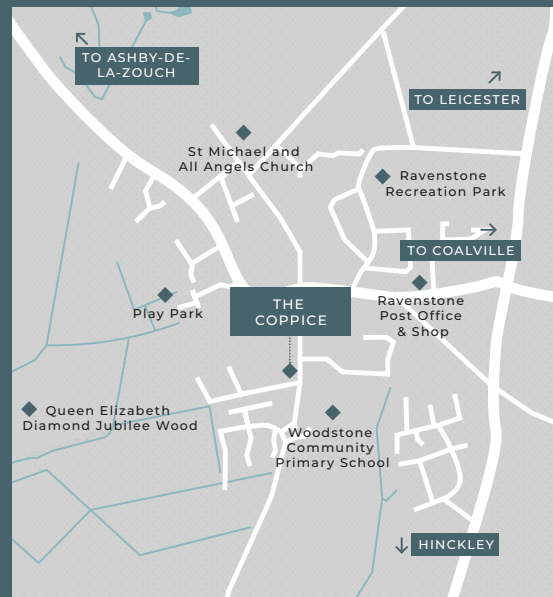 TO ASHBY-DE-
LA-ZOUCH
TO LEICESTER
St Michael and
All Angels Church
Ravenstone
Recreation Park
TO COALVILLE
Play Park
THE
COPPICE
Ravenstone
Post Office
& Shop
Queen Elizabeth
Diamond Jubilee Wood
Woodstone
Community
Primary School
HINCKLEY